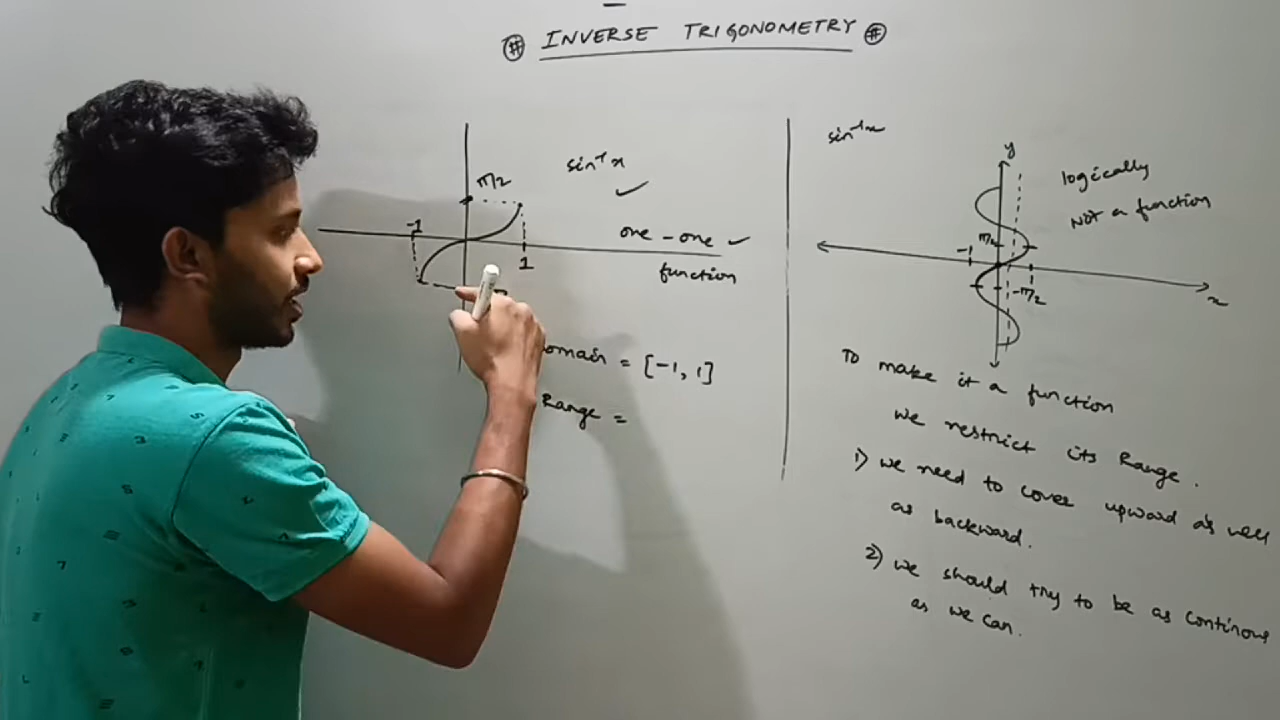 # INVERSE TRIGONOMETRY #
sin⁻¹x
π/2
-1
one - one
1
function
omain = [-1, 1]
Range =
sin⁻¹x
y
logically
NOT a function
-1
π/2
-π/2
x
To make it a function
we restrict its Range.
1) we need to cover upward as well
as backward.
2) we should try to be as continous
as we can.